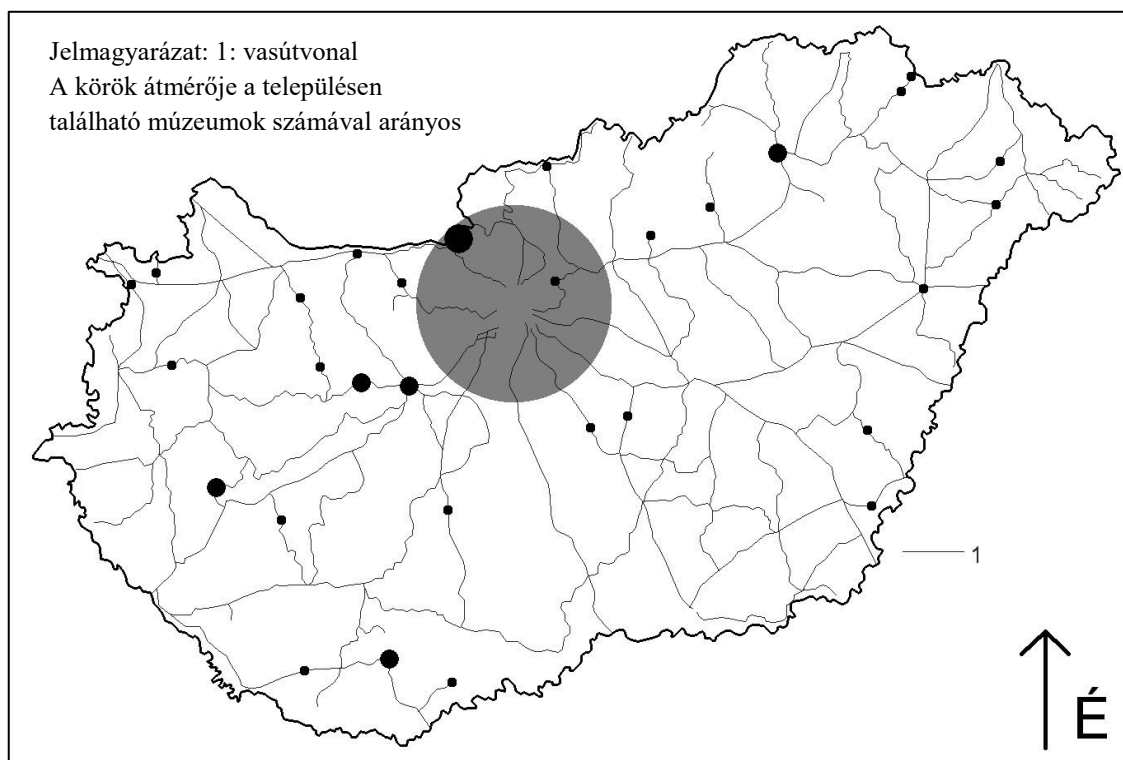 Jelmagyarázat: 1: vasútvonal
A körök átmérője a településen
található múzeumok számával arányos
1
É